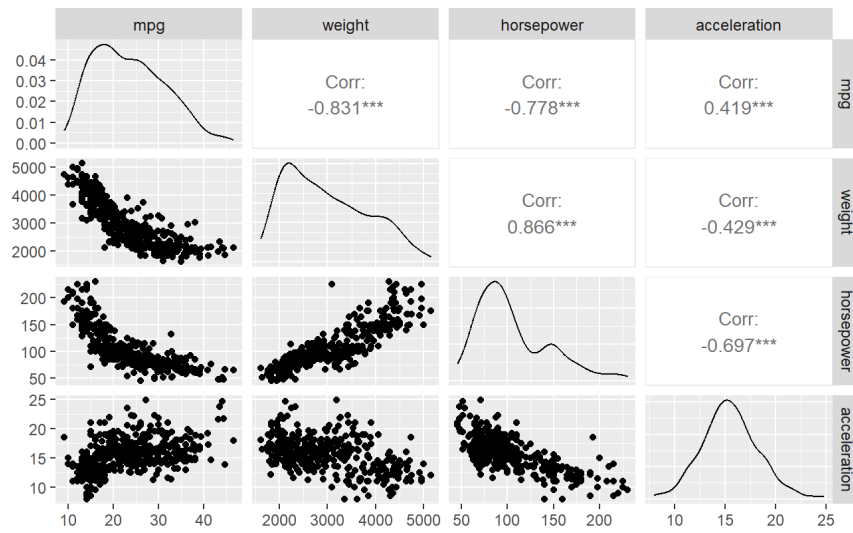 mpg weight horsepower acceleration
0.04
0.03
0.02
0.01
0.00
Corr:
-0.831***
Corr:
-0.778***
Corr:
0.419***
mpg
5000
4000
3000
2000
Corr:
0.866***
Corr:
-0.429***
weight
200
150
100
50
Corr:
-0.697***
horsepower
25
20
15
10
acceleration
10 20 30 40 2000 3000 4000 5000 50 100 150 200 10 15 20 25